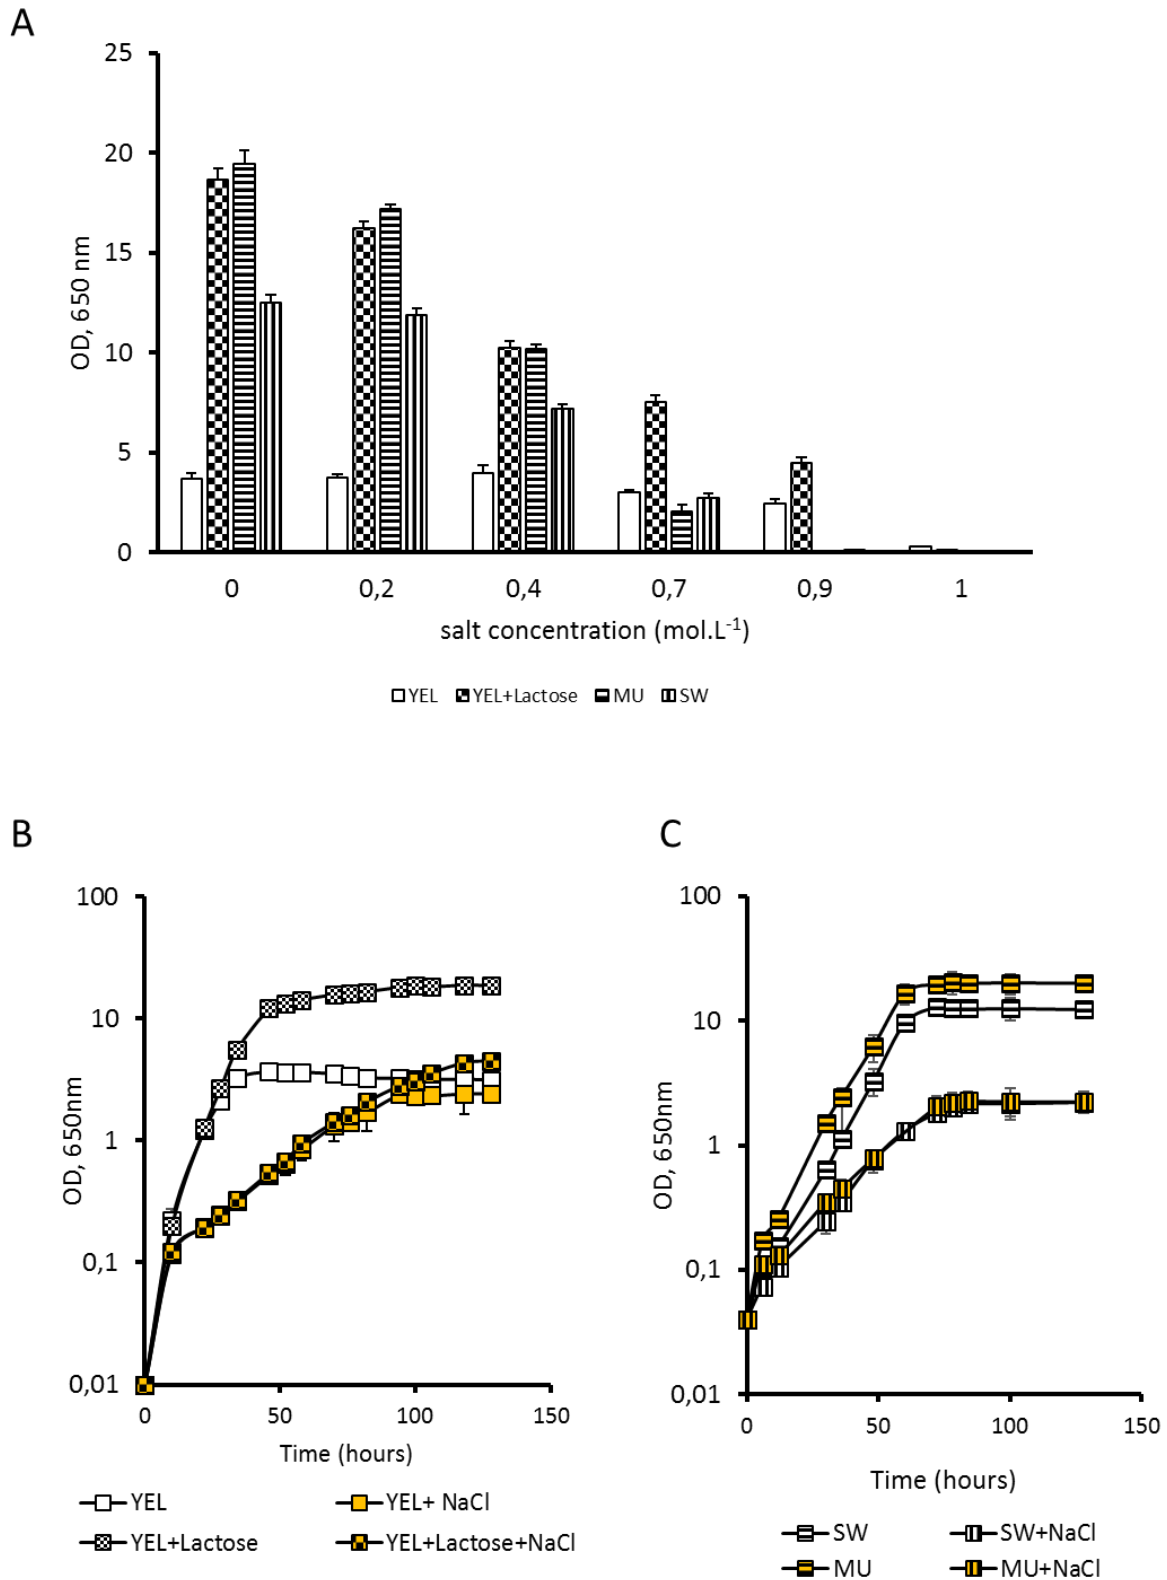 A
25
20
15
10
5
0
OD, 650 nm
0 0,2 0,4 0,7 0,9 1
salt concentration (mol.L⁻¹)
YEL YEL+Lactose MU SW
B
100
10
1
0,1
0,01
OD, 650nm
0 50 100 150
Time (hours)
YEL YEL+ NaCl
YEL+Lactose YEL+Lactose+NaCl
C
100
10
1
0,1
0,01
OD, 650nm
0 50 100 150
Time (hours)
SW SW+NaCl
MU MU+NaCl